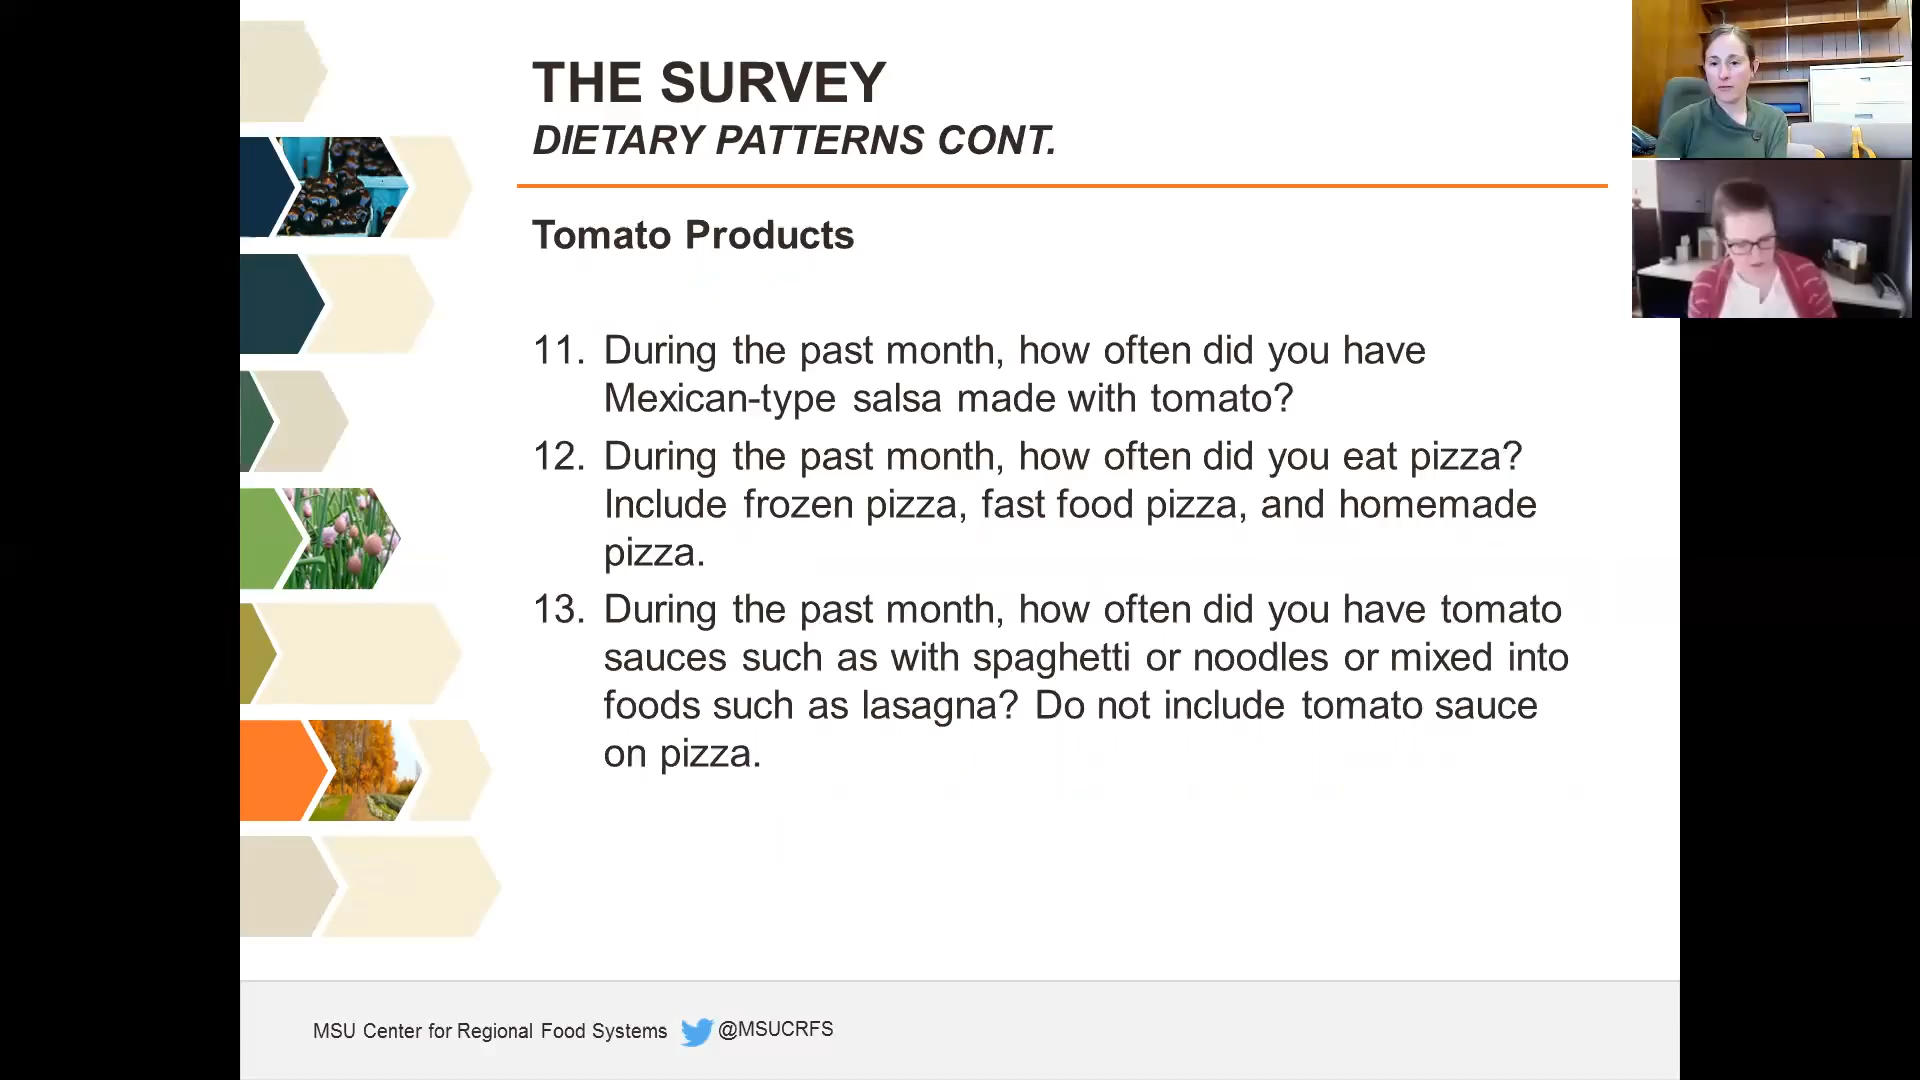 THE SURVEY
DIETARY PATTERNS CONT.
Tomato Products
11. During the past month, how often did you have
Mexican-type salsa made with tomato?
12. During the past month, how often did you eat pizza?
Include frozen pizza, fast food pizza, and homemade
pizza.
13. During the past month, how often did you have tomato
sauces such as with spaghetti or noodles or mixed into
foods such as lasagna? Do not include tomato sauce
on pizza.
MSU Center for Regional Food Systems @MSUCRFS